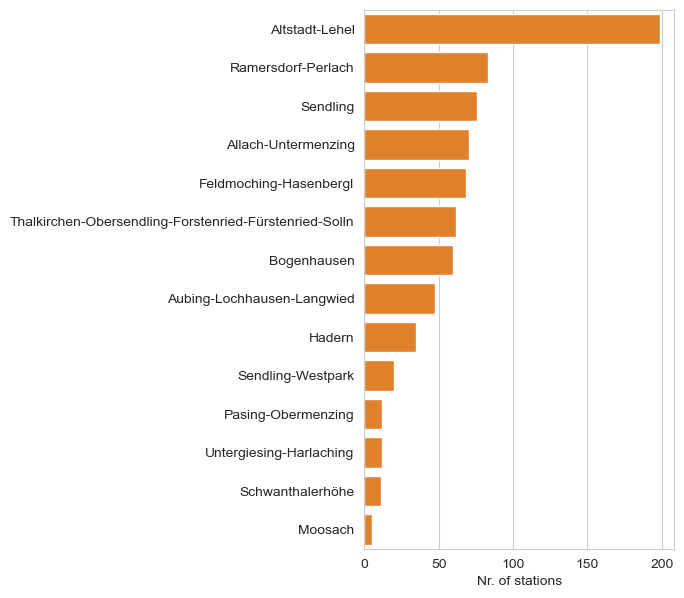 Altstadt-Lehel
Ramersdorf-Perlach
Sendling
Allach-Untermenzing
Feldmoching-Hasenbergl
Thalkirchen-Obersendling-Forstenried-Fürstenried-Solln
Bogenhausen
Aubing-Lochhausen-Langwied
Hadern
Sendling-Westpark
Pasing-Obermenzing
Untergiesing-Harlaching
Schwanthalerhöhe
Moosach
0 50 100 150 200
Nr. of stations